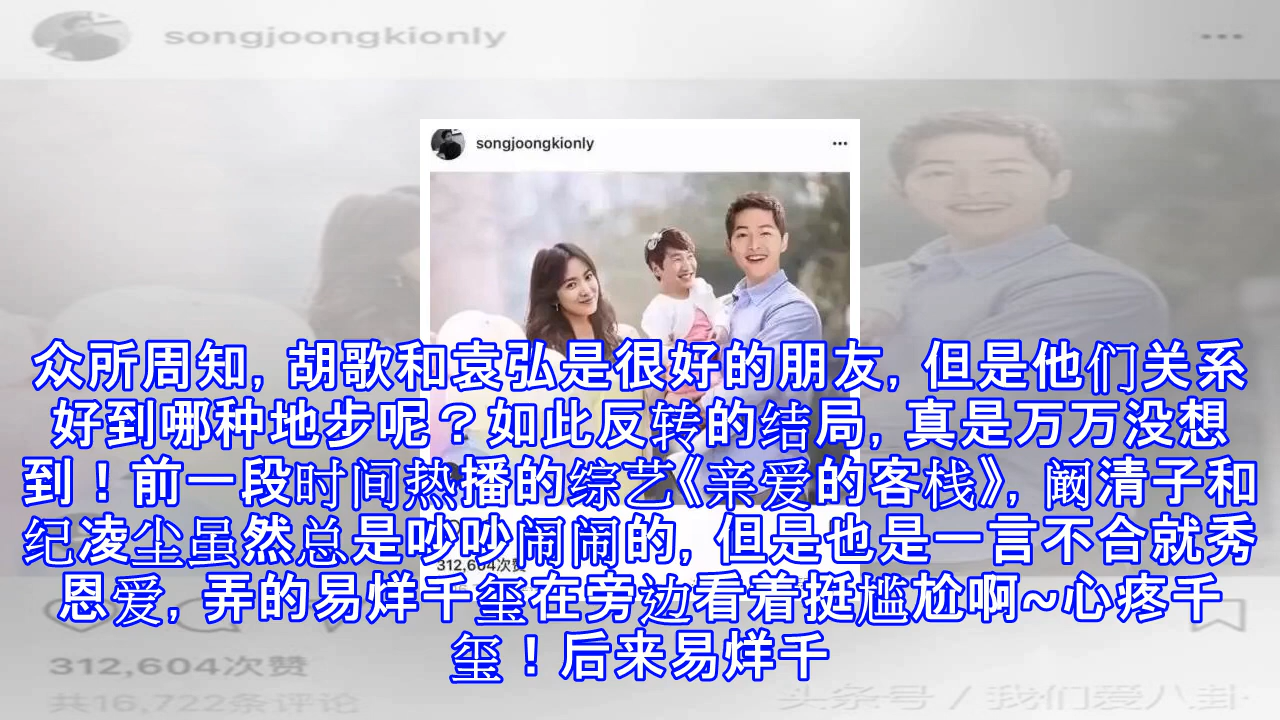 songjoongkionly
songjoongkionly
众所周知，胡歌和袁弘是很好的朋友，但是他们关系
好到哪种地步呢？如此反转的结局，真是万万没想
到！前一段时间热播的综艺《亲爱的客栈》，阚清子和
纪凌尘虽然总是吵吵闹闹的，但是也是一言不合就秀
恩爱，弄的易烊千玺在旁边看着挺尴尬啊~心疼千
玺！后来易烊千
312,604次赞
312,604次赞
共16,722条评论
头条号 / 我们爱八卦